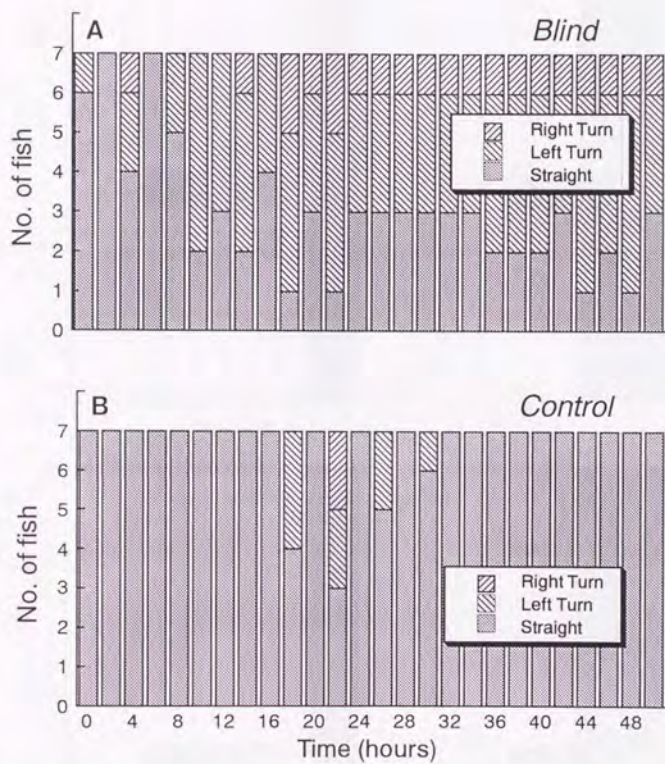 A
Blind
7
6
5
4
3
2
1
0
No. of fish
Right Turn
Left Turn
Straight
B
Control
7
6
5
4
3
2
1
0
No. of fish
Right Turn
Left Turn
Straight
0 4 8 12 16 20 24 28 32 36 40 44 48
Time (hours)